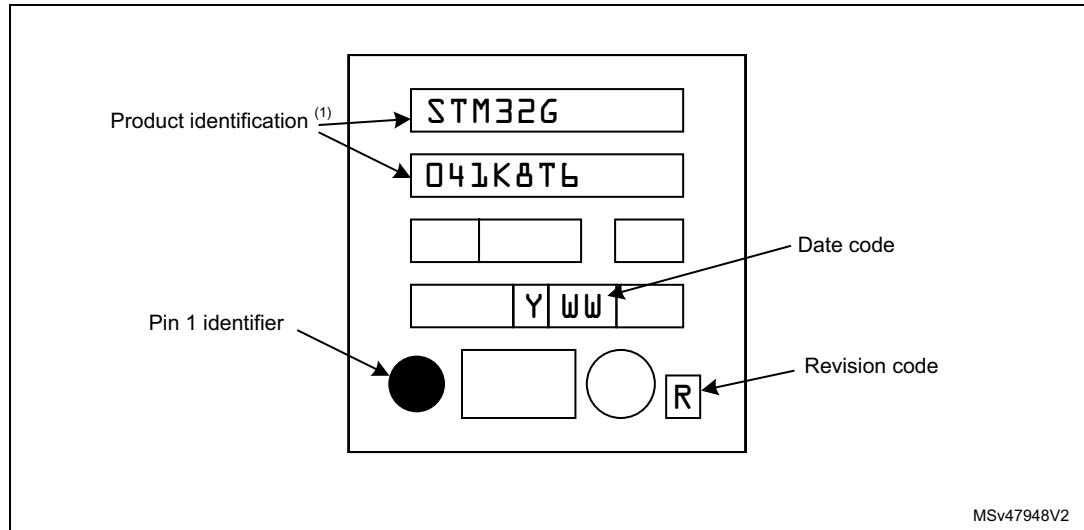 STM32G
Product identification (1)
041K8T6
Date code
Y WW
Pin 1 identifier
Revision code
R
MSv47948V2